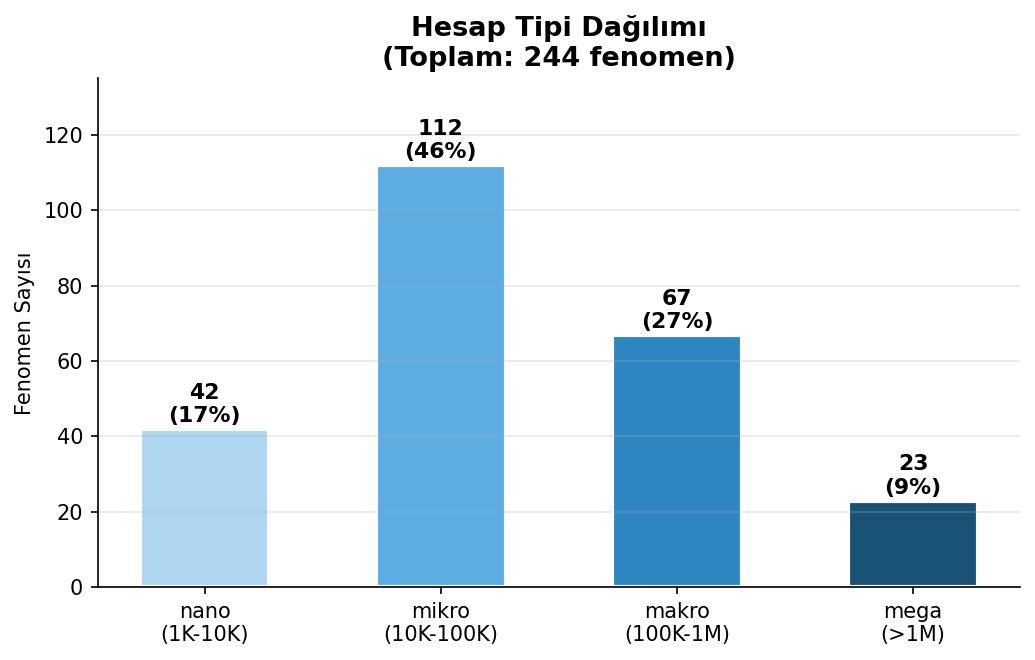 Hesap Tipi Dağılımı
(Toplam: 244 fenomen)
Fenomen Sayısı
120
100
80
60
40
20
0
42
(17%)
112
(46%)
67
(27%)
23
(9%)
nano
(1K-10K)
mikro
(10K-100K)
makro
(100K-1M)
mega
(>1M)